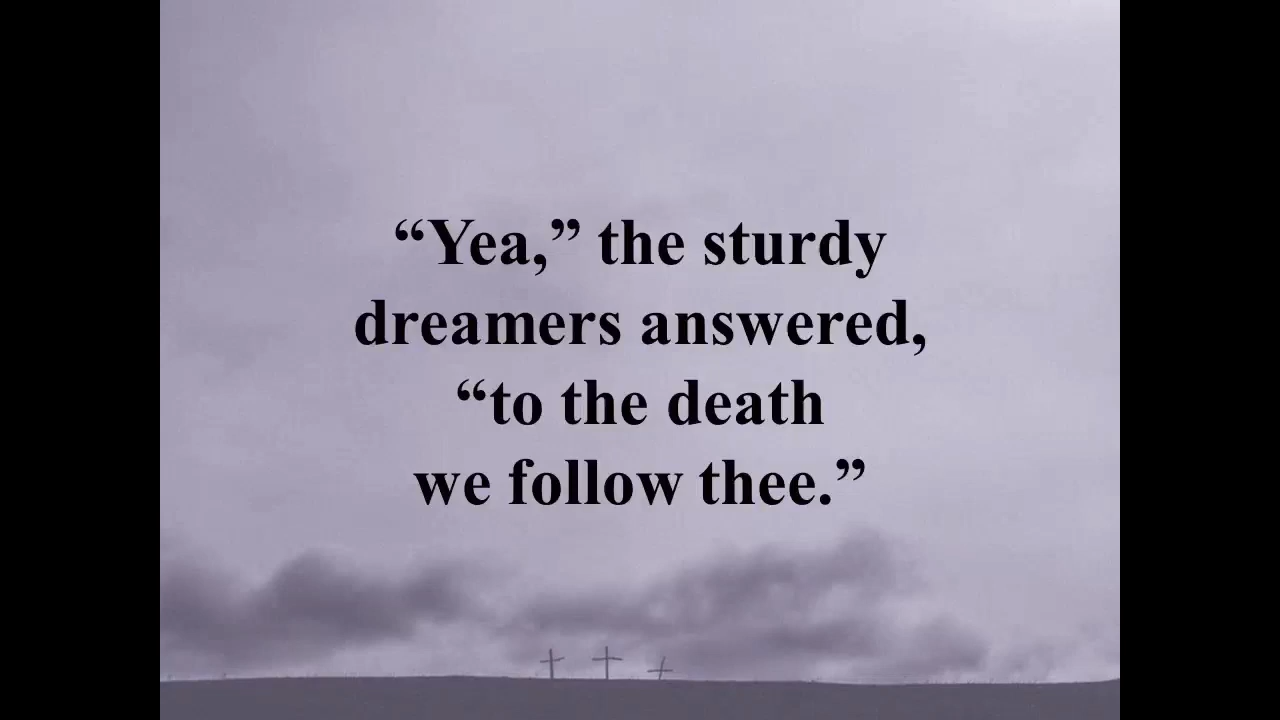 “Yea,” the sturdy
dreamers answered,
“to the death
we follow thee.”